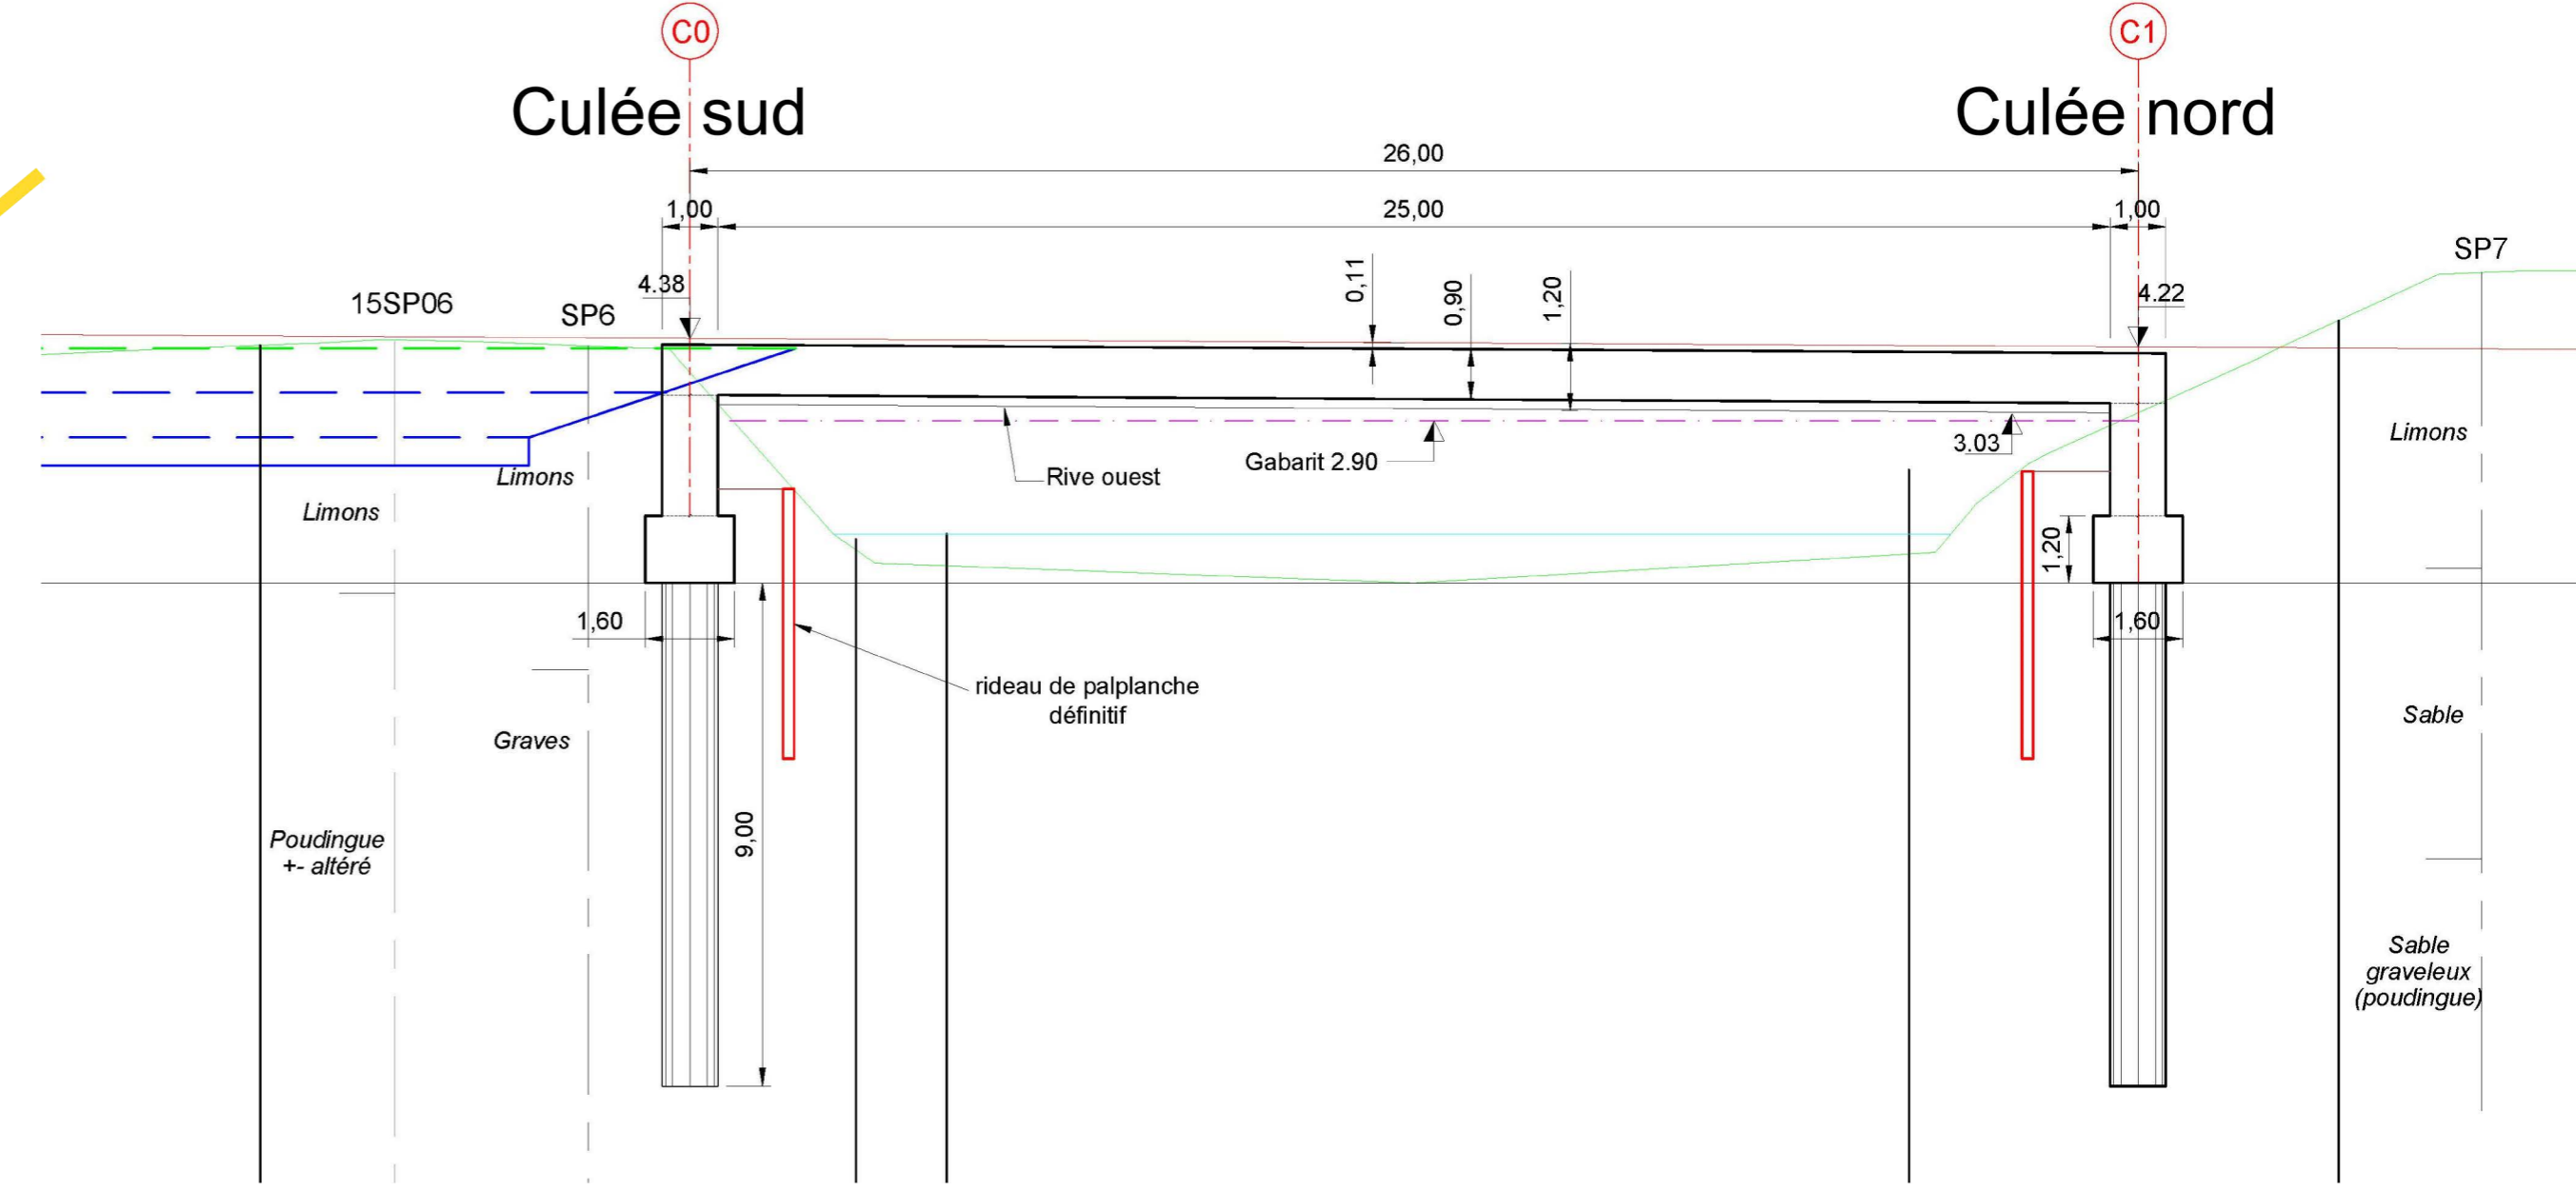 C0
C1
Culée sud
Culée nord
26,00
1,00
25,00
1,00
SP7
4.38
0,11
0,90
1,20
4.22
15SP06
SP6
Limons
3.03
Gabarit 2.90
Rive ouest
Limons
Limons
1,20
1,60
1,60
rideau de palplanche
définitif
Sable
Graves
9,00
Poudingue
+- altéré
Sable
graveleux
(poudingue)